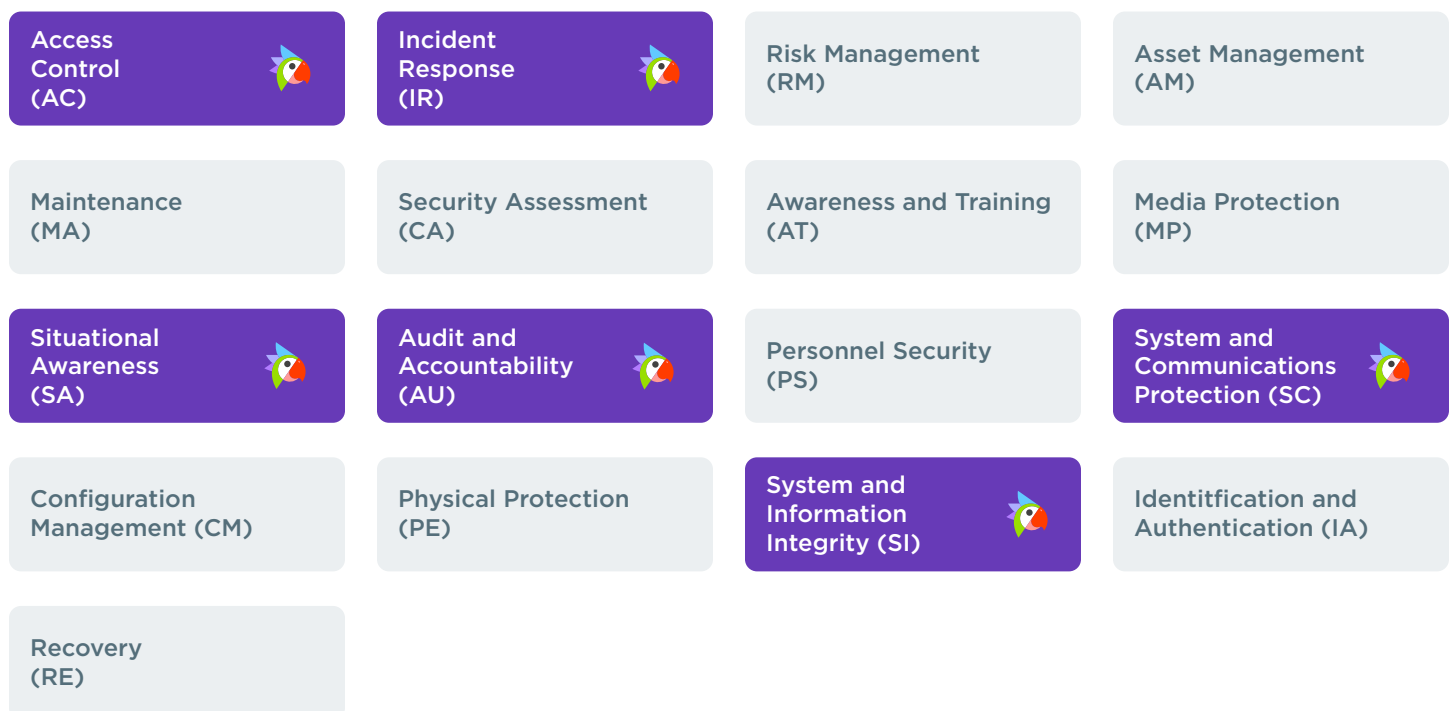 Access
Control
(AC)
Incident
Response
(IR)
Risk Management
(RM)
Asset Management
(AM)
Maintenance
(MA)
Security Assessment
(CA)
Awareness and Training
(AT)
Media Protection
(MP)
Situational
Awareness
(SA)
Audit and
Accountability
(AU)
Personnel Security
(PS)
System and
Communications
Protection (SC)
Configuration
Management (CM)
Physical Protection
(PE)
System and
Information
Integrity (SI)
Identitfication and
Authentication (IA)
Recovery
(RE)